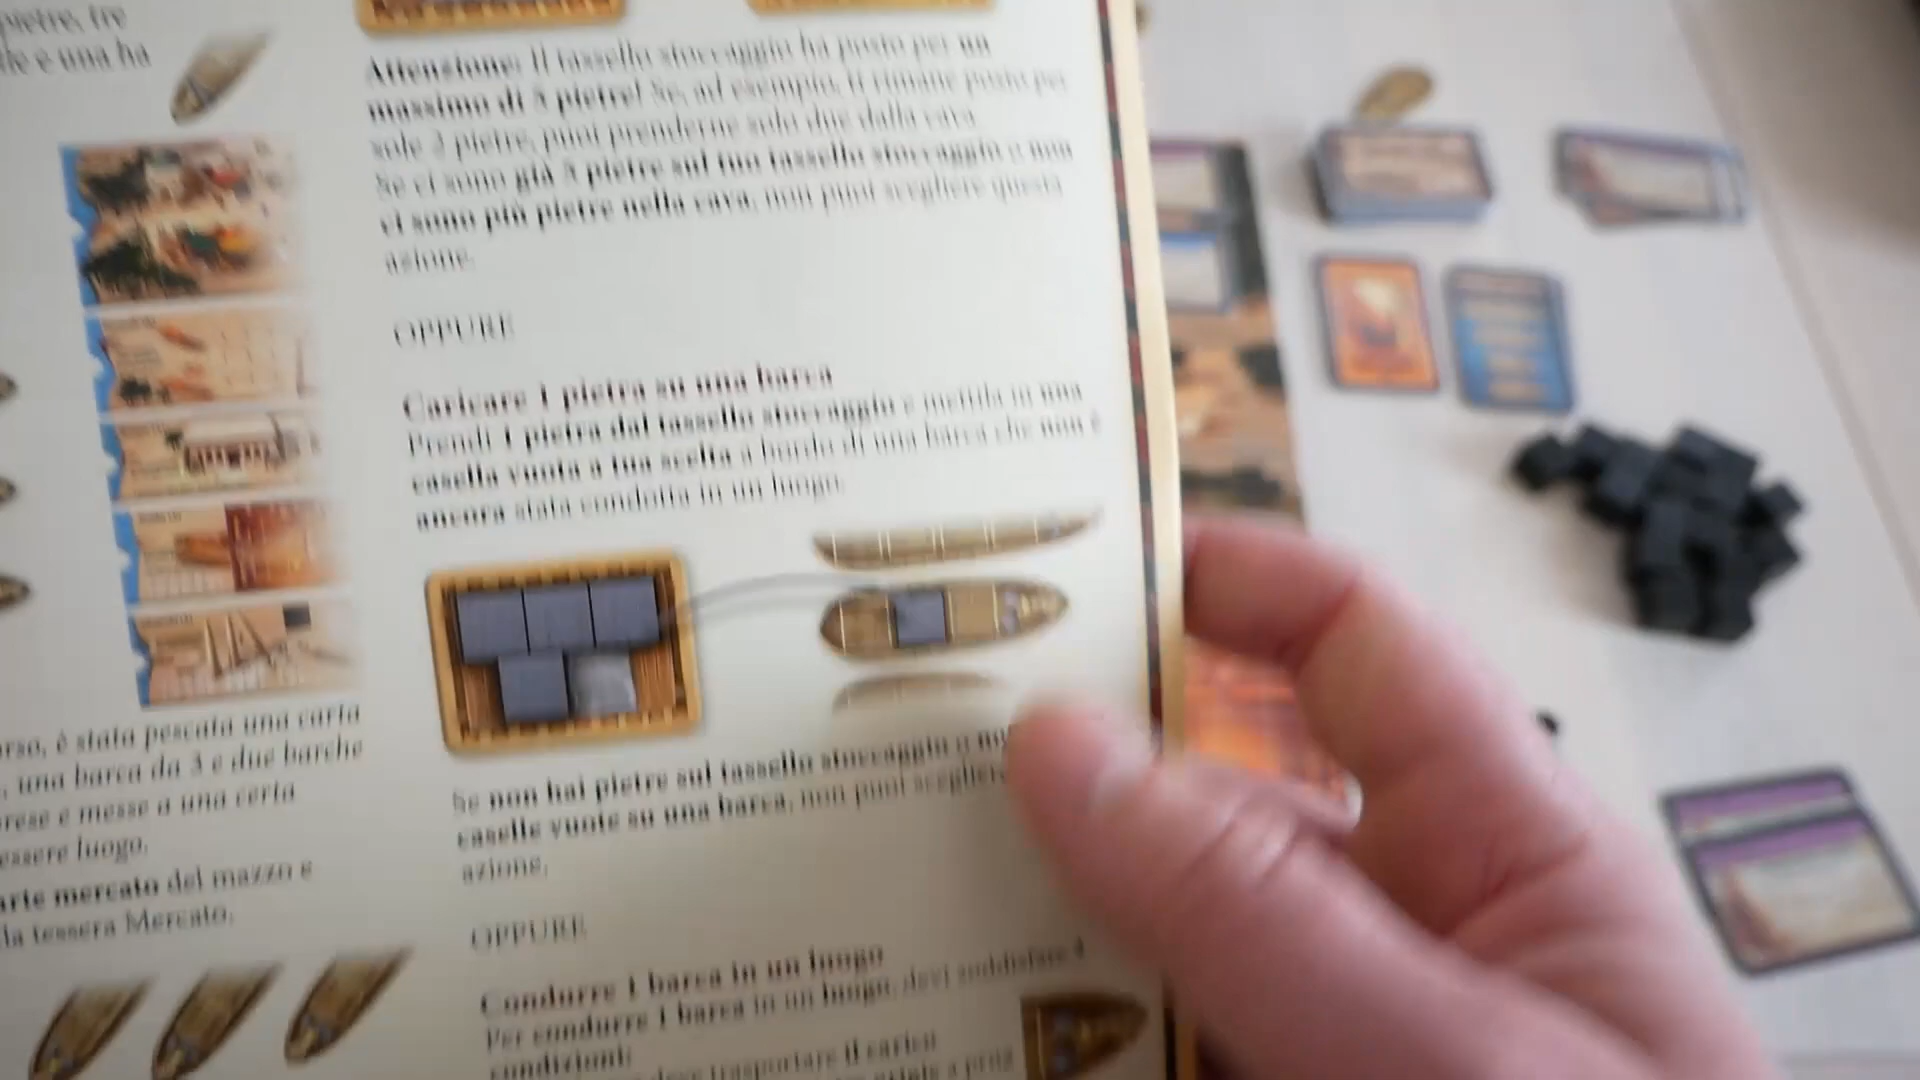 pietre, tre
e una ha
Attenzione: Il tassello stoccaggio ha posto per un
massimo di 5 pietre! Se, ad esempio, ti rimane posto per
sole 2 pietre, puoi prenderne solo due dalla cava.
Se ci sono già 5 pietre sul tuo tassello stoccaggio o non
ci sono più pietre nella cava, non puoi scegliere questa
azione.
OPPURE
Caricare 1 pietra su una barca
Prendi 1 pietra dal tassello stoccaggio e mettila in una
casella vuota a tua scelta a bordo di una barca che non è
ancora stata condotta in un luogo.
Se non hai pietre sul tassello stoccaggio o
caselle vuote su una barca, non puoi scegliere
azione.
OPPURE
Condurre 1 barca in un luogo
Per condurre 1 barca in un luogo, devi soddisfare
condizioni:
deve trasportare il carico
è stata pescata una carta
, una barca da 3 e due barche
prese e messe a una certa
essere luogo.
arte mercato del mazzo e
la tessera Mercato.